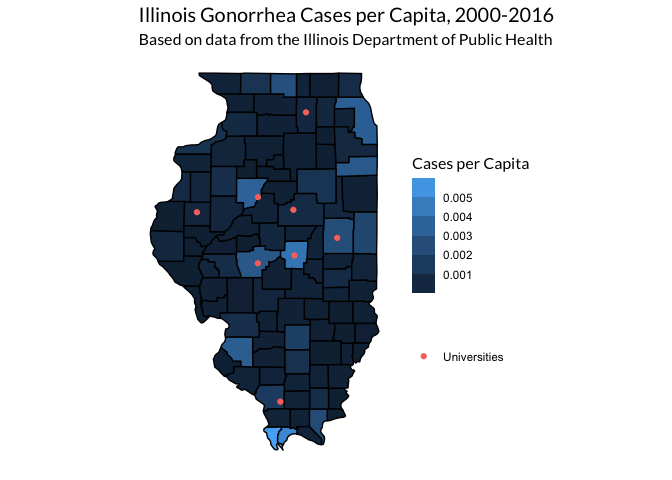 Illinois Gonorrhea Cases per Capita, 2000-2016
Based on data from the Illinois Department of Public Health
Cases per Capita
0.005
0.004
0.003
0.002
0.001
Universities